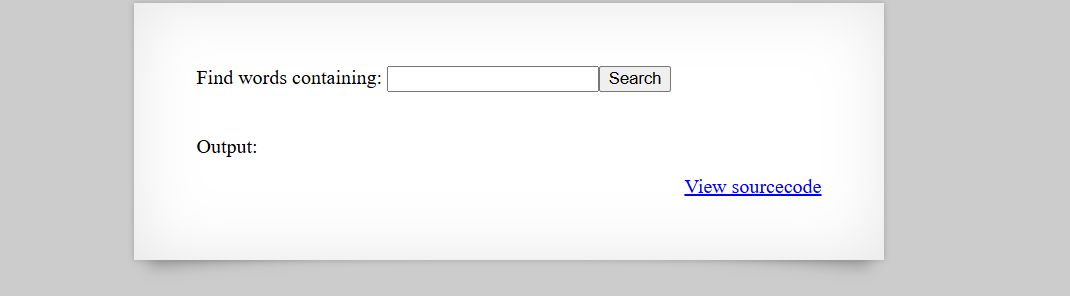 Find words containing: Search
Output:
View sourcecode